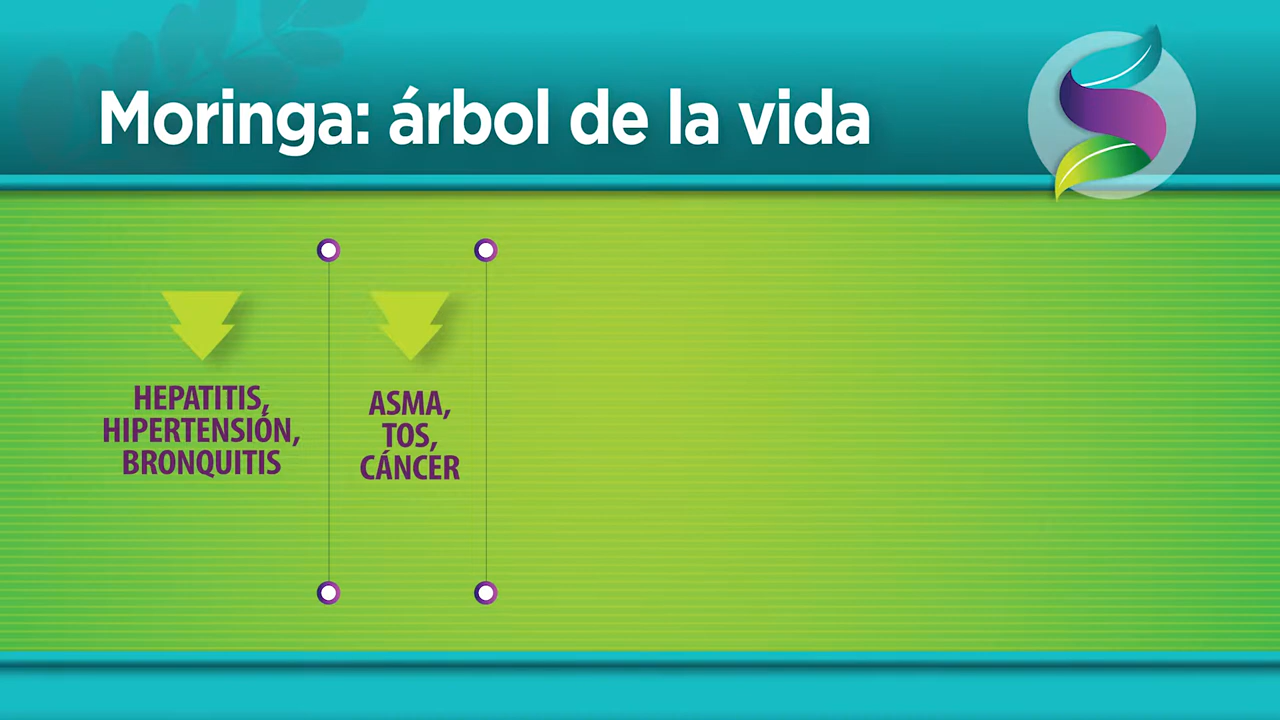 Moringa: árbol de la vida
HEPATITIS,
HIPERTENSIÓN,
BRONQUITIS
ASMA,
TOS,
CÁNCER